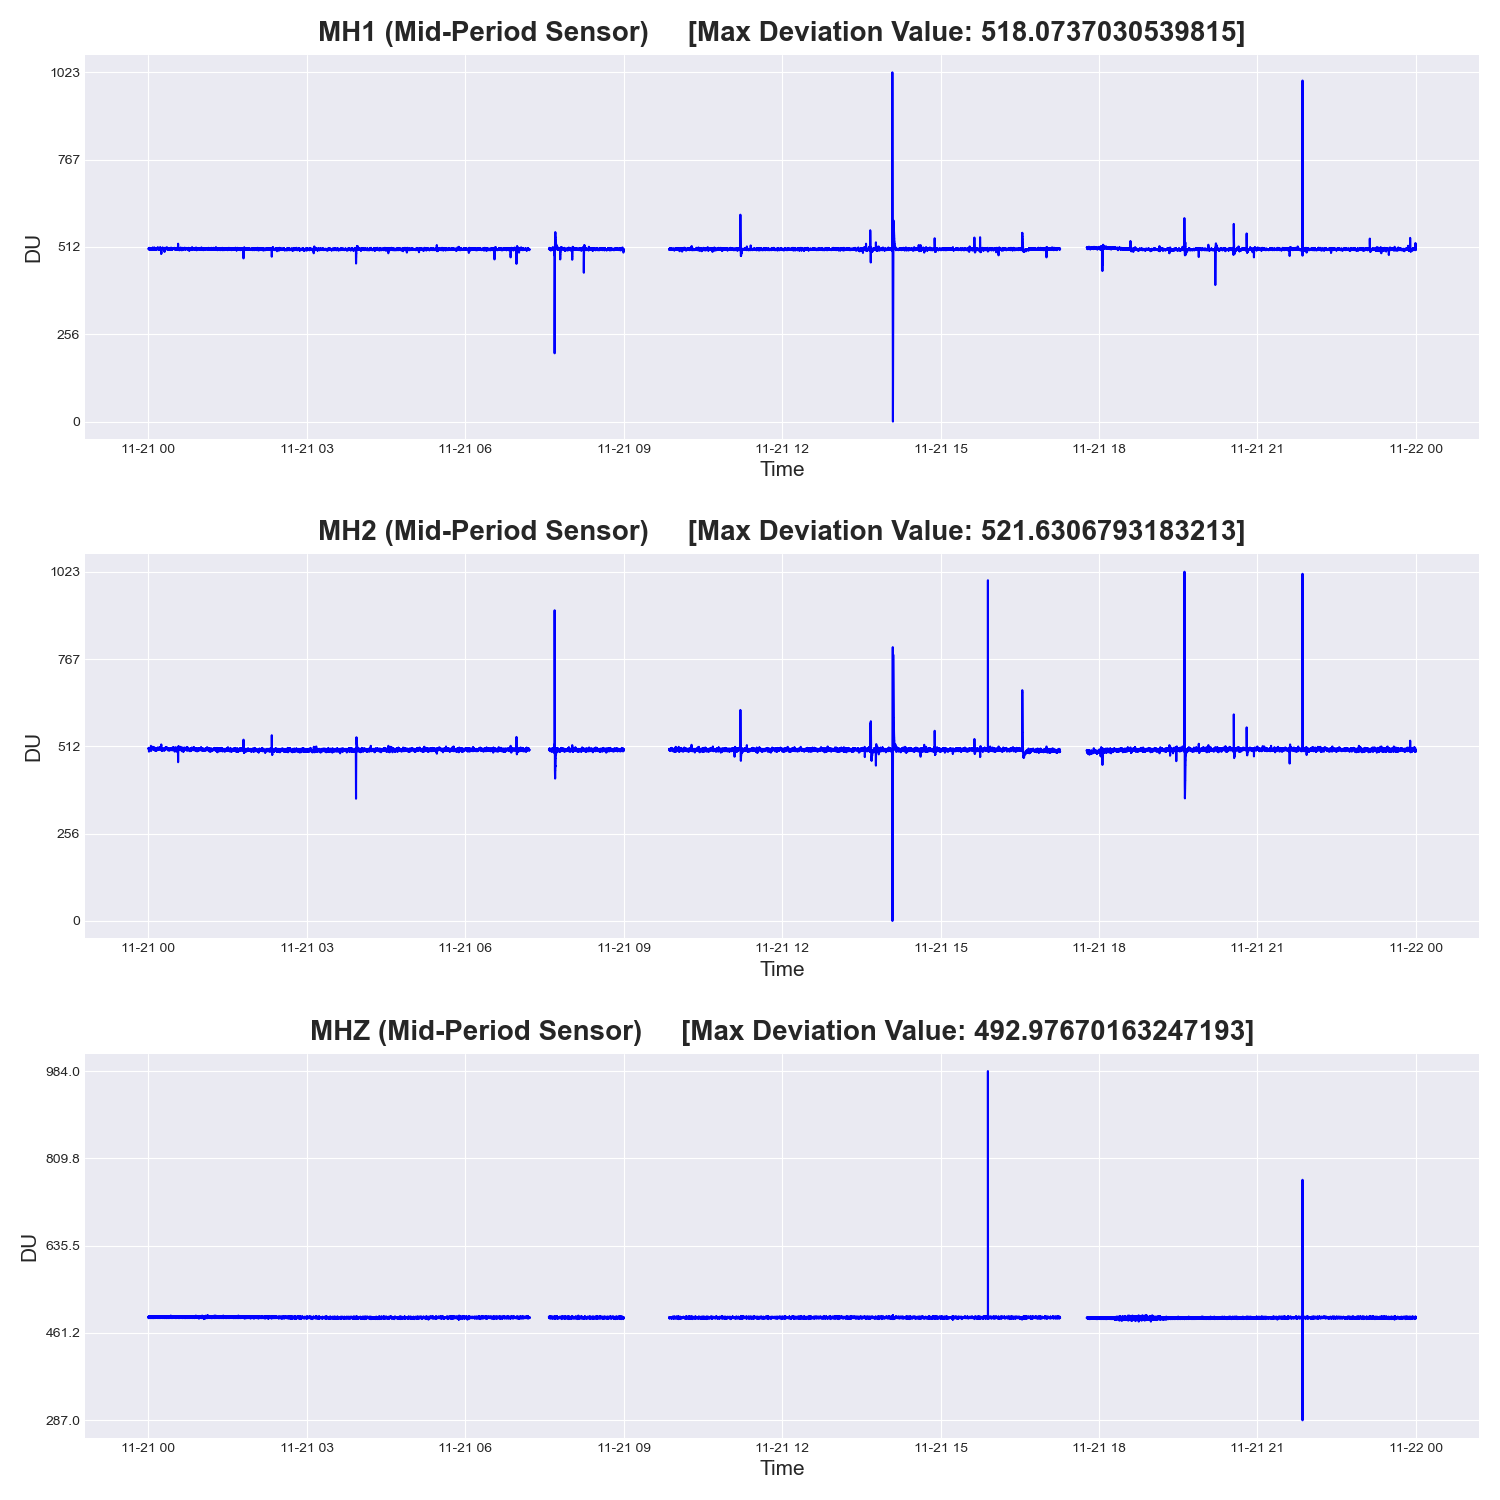 MH1 (Mid-Period Sensor) [Max Deviation Value: 518.0737030539815]
1023
767
512
256
0
DU
11-21 00 11-21 03 11-21 06 11-21 09 11-21 12 11-21 15 11-21 18 11-21 21 11-22 00
Time
MH2 (Mid-Period Sensor) [Max Deviation Value: 521.6306793183213]
1023
767
512
256
0
DU
11-21 00 11-21 03 11-21 06 11-21 09 11-21 12 11-21 15 11-21 18 11-21 21 11-22 00
Time
MHZ (Mid-Period Sensor) [Max Deviation Value: 492.97670163247193]
984.0
809.8
635.5
461.2
287.0
DU
11-21 00 11-21 03 11-21 06 11-21 09 11-21 12 11-21 15 11-21 18 11-21 21 11-22 00
Time